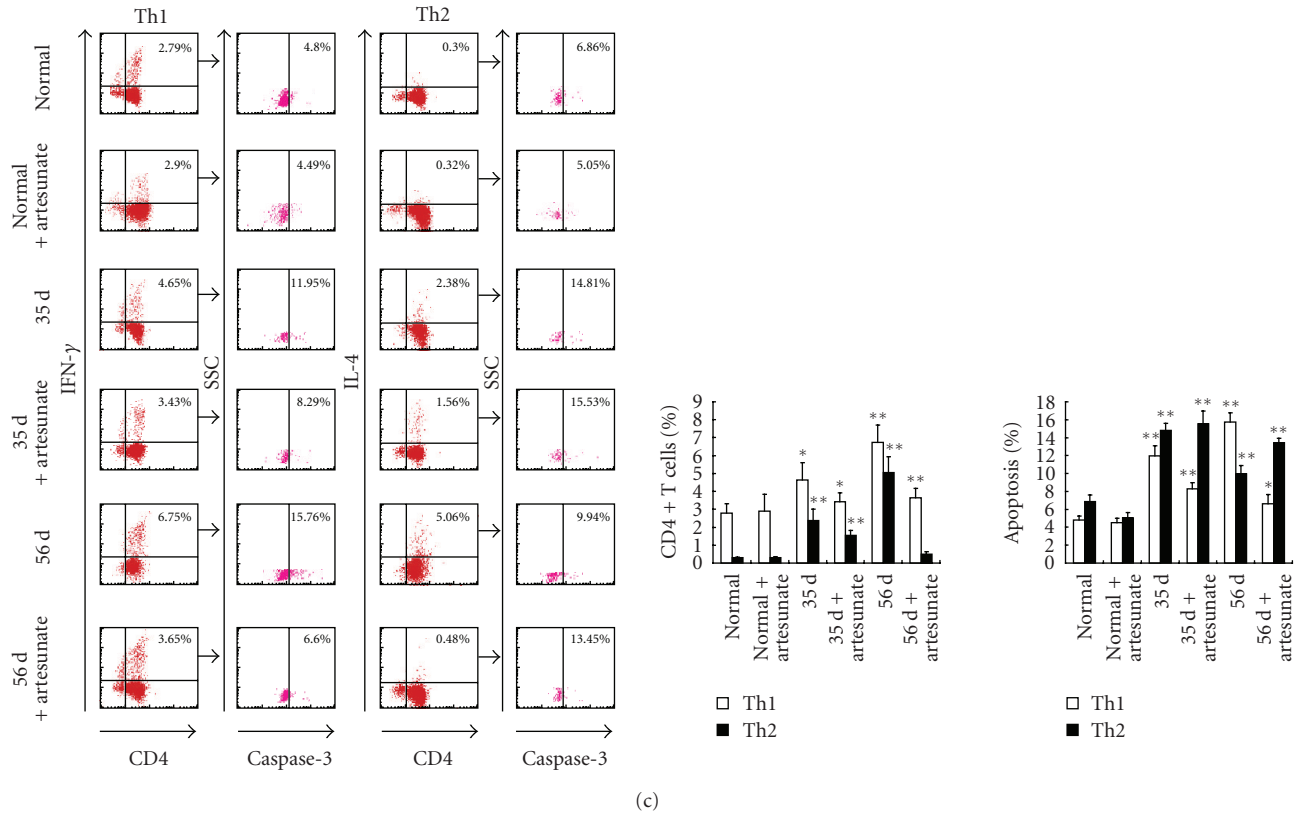 Th1
Th2
Normal
2.79%
4.8%
0.3%
6.86%
Normal
+ artesunate
2.9%
4.49%
0.32%
5.05%
35 d
4.65%
11.95%
2.38%
14.81%
IFN-γ
SSC
IL-4
SSC
35 d
+ artesunate
3.43%
8.29%
1.56%
15.53%
56 d
6.75%
15.76%
5.06%
9.94%
56 d
+ artesunate
3.65%
6.6%
0.48%
13.45%
CD4
Caspase-3
CD4
Caspase-3
CD4 + T cells (%)
9
8
7
6
5
4
3
2
1
0
*
**
*
**
**
**
**
Normal
Normal +
artesunate
35 d
35 d +
artesunate
56 d
56 d +
artesunate
Th1
Th2
Apoptosis (%)
18
16
14
12
10
8
6
4
2
0
**
**
**
**
**
**
*
**
Normal
Normal +
artesunate
35 d
35 d +
artesunate
56 d
56 d +
artesunate
Th1
Th2
(c)